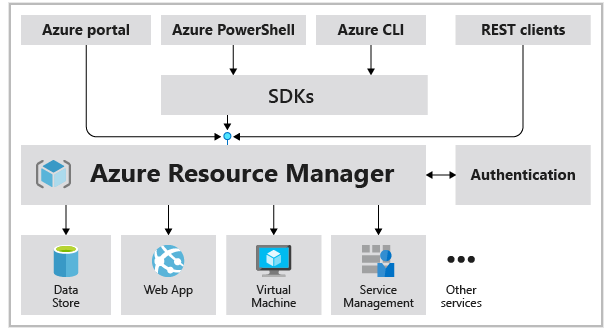 Azure portal
Azure PowerShell
Azure CLI
REST clients
SDKs
Azure Resource Manager
Authentication
Data
Store
Web App
Virtual
Machine
Service
Management
Other
services